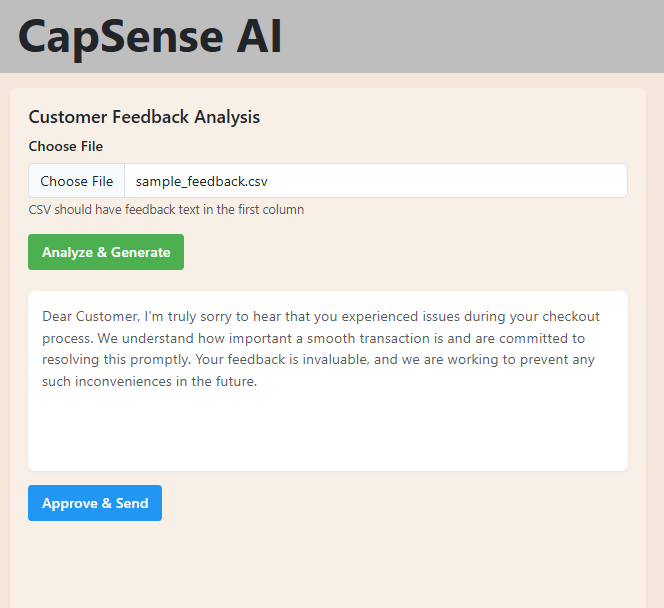 CapSense AI
Customer Feedback Analysis
Choose File
Choose File sample_feedback.csv
CSV should have feedback text in the first column
Analyze & Generate
Dear Customer, I'm truly sorry to hear that you experienced issues during your checkout
process. We understand how important a smooth transaction is and are committed to
resolving this promptly. Your feedback is invaluable, and we are working to prevent any
such inconveniences in the future.
Approve & Send